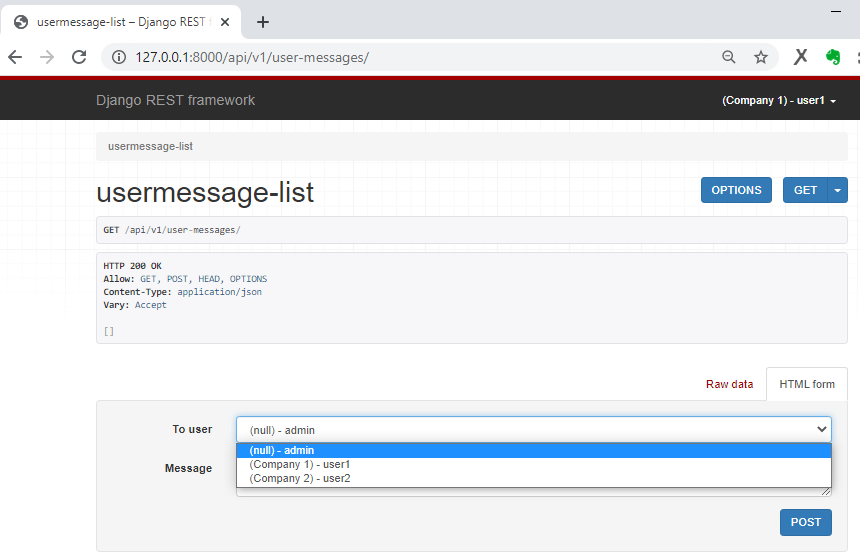 usermessage-list – Django REST f
127.0.0.1:8000/api/v1/user-messages/
Django REST framework
(Company 1) - user1
usermessage-list
usermessage-list
OPTIONS
GET
GET /api/v1/user-messages/
HTTP 200 OK
Allow: GET, POST, HEAD, OPTIONS
Content-Type: application/json
Vary: Accept
[]
Raw data
HTML form
To user
(null) - admin
(null) - admin
(Company 1) - user1
Message
(Company 2) - user2
POST